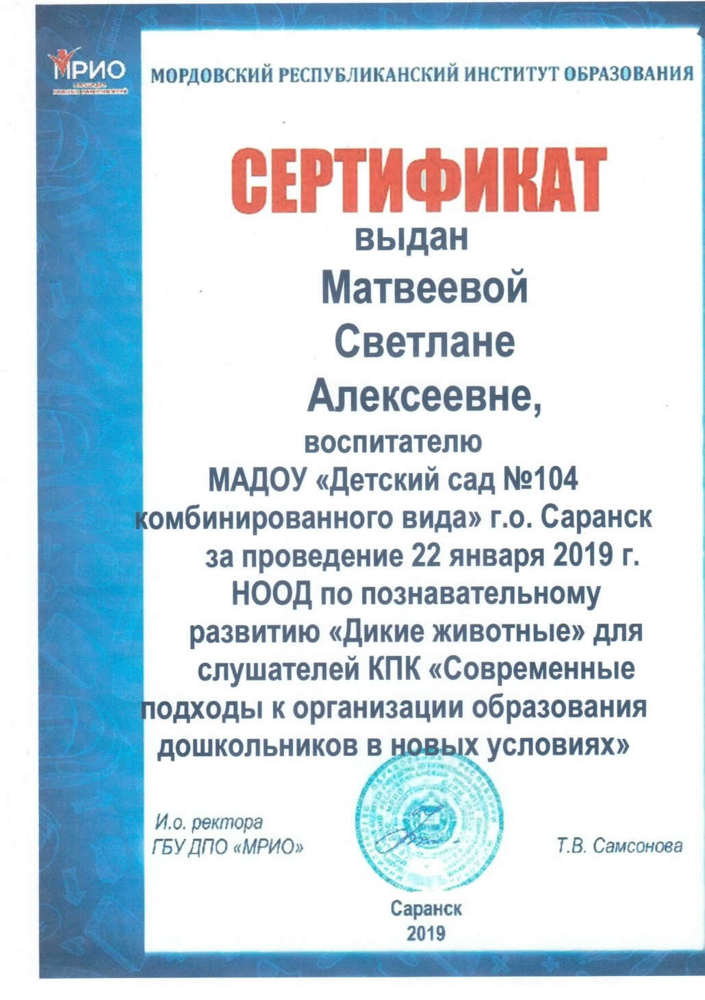 МРИО
МОРДОВСКИЙ РЕСПУБЛИКАНСКИЙ ИНСТИТУТ ОБРАЗОВАНИЯ
СЕРТИФИКАТ
выдан
Матвеевой
Светлане
Алексеевне,
воспитателю
МАДОУ «Детский сад №104
комбинированного вида» г.о. Саранск
за проведение 22 января 2019 г.
НООД по познавательному
развитию «Дикие животные» для
слушателей КПК «Современные
подходы к организации образования
дошкольников в новых условиях»
И.о. ректора
ГБУ ДПО «МРИО»
Т.В. Самсонова
Саранск
2019